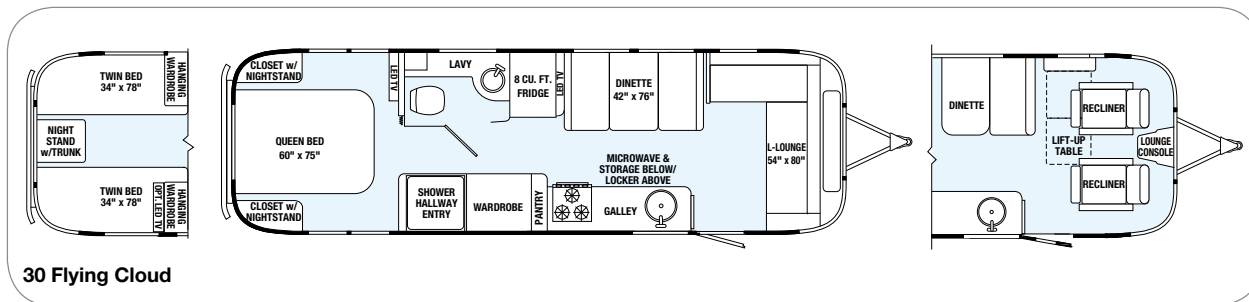 TWIN BED
34" x 78"
HANGING
WARDROBE
NIGHT
STAND
w/TRUNK
TWIN BED
34" x 78"
OPT. LED TV
HANGING
WARDROBE
CLOSET w/
NIGHTSTAND
QUEEN BED
60" x 75"
CLOSET w/
NIGHTSTAND
LED TV
LAVY
8 CU. FT.
FRIDGE
LED TV
DINETTE
42" x 76"
SHOWER
HALLWAY
ENTRY
WARDROBE
PANTRY
MICROWAVE &
STORAGE BELOW/
LOCKER ABOVE
GALLEY
L-LOUNGE
54" x 80"
DINETTE
RECLINER
LIFT-UP
TABLE
LOUNGE
CONSOLE
RECLINER
30 Flying Cloud